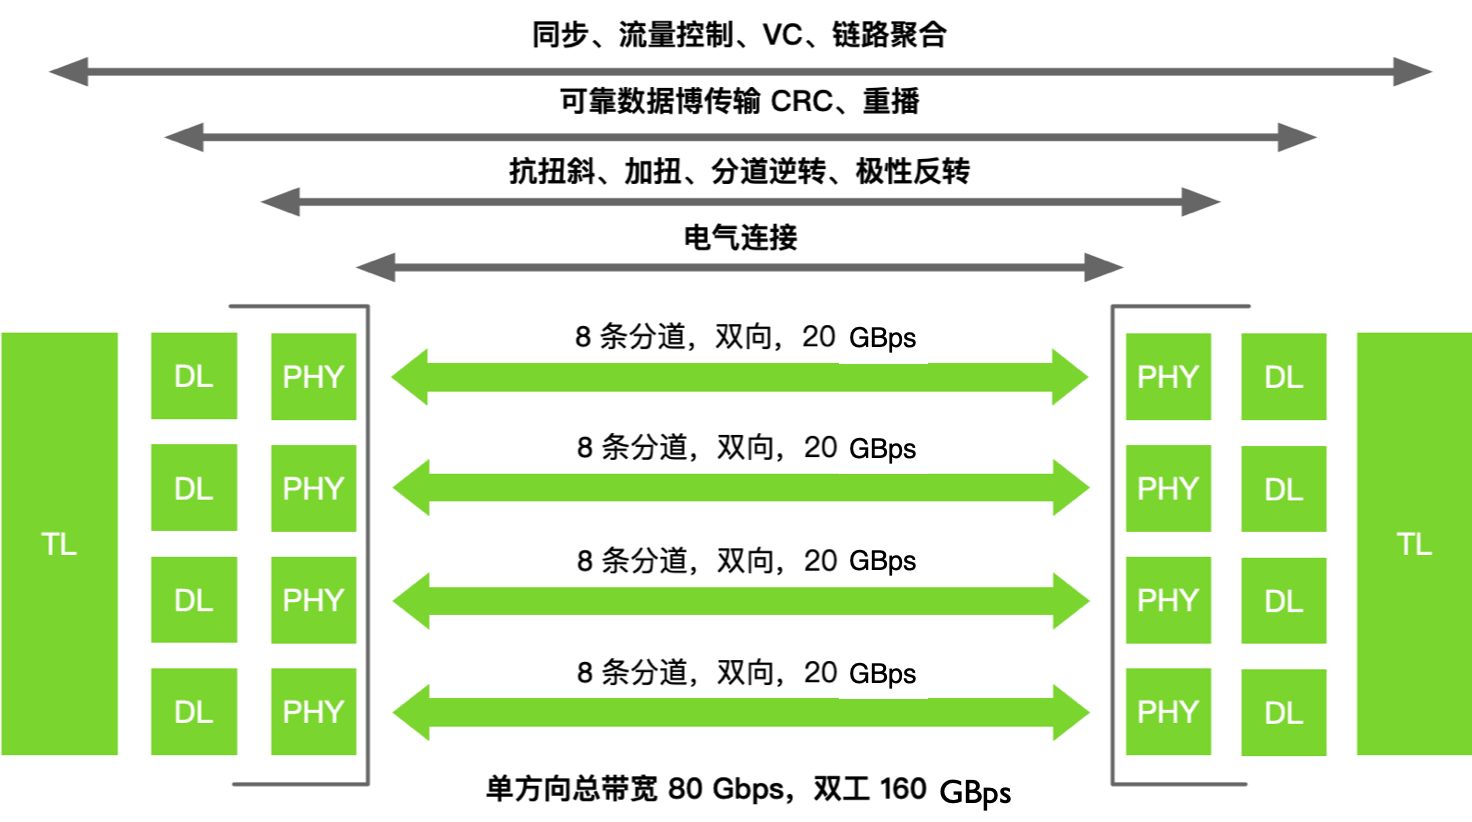 同步、流量控制、VC、链路聚合
可靠数据博传输 CRC、重播
抗扭斜、加扭、分道逆转、极性反转
电气连接
8 条分道，双向，20 GBps
DL PHY PHY DL
8 条分道，双向，20 GBps
DL PHY PHY DL
TL TL
8 条分道，双向，20 GBps
DL PHY PHY DL
8 条分道，双向，20 GBps
DL PHY PHY DL
单方向总带宽 80 Gbps，双工 160 GBps